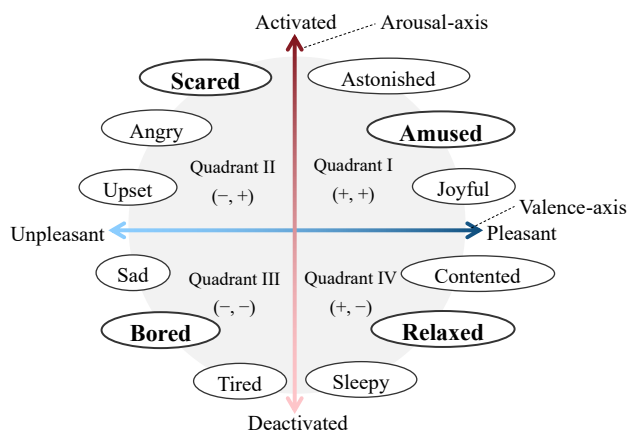 Activated
Arousal-axis
Scared
Astonished
Angry
Amused
Quadrant II
(−, +)
Quadrant I
(+, +)
Upset
Joyful
Valence-axis
Unpleasant
Pleasant
Sad
Quadrant III
(−, −)
Quadrant IV
(+, −)
Contented
Bored
Relaxed
Tired
Sleepy
Deactivated